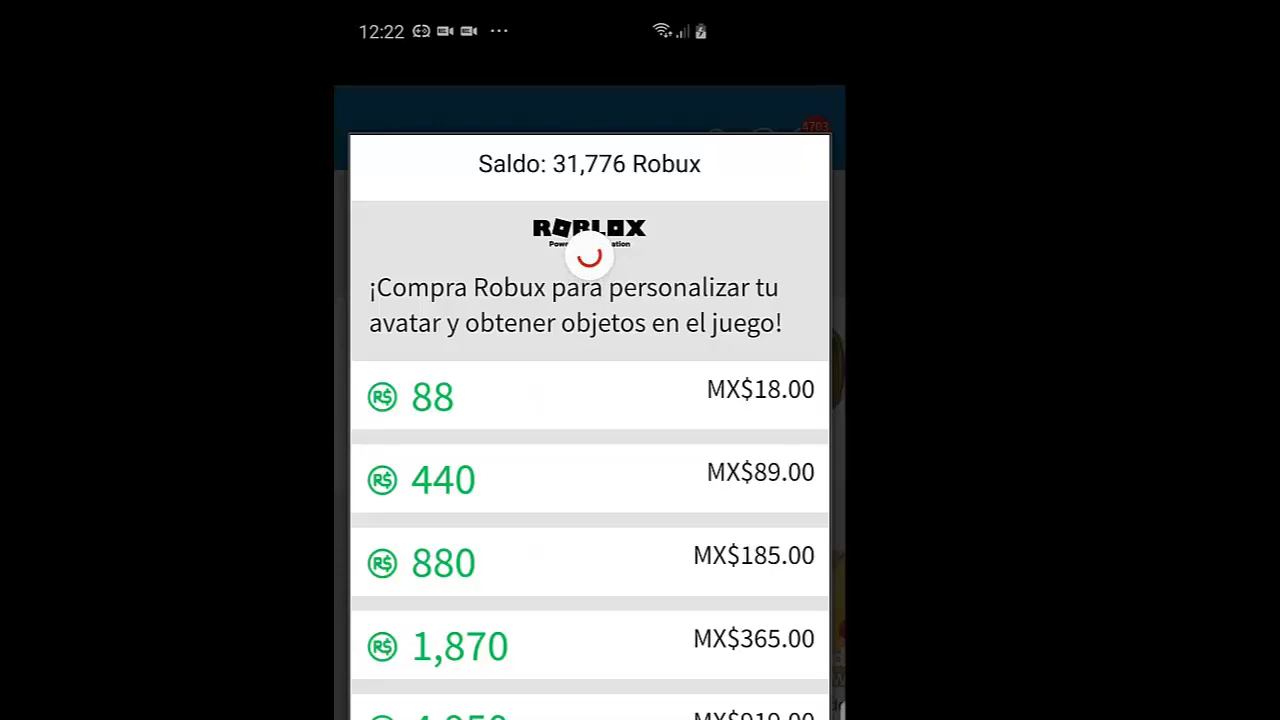 12:22
4703
Saldo: 31,776 Robux
ROBLOX
¡Compra Robux para personalizar tu
avatar y obtener objetos en el juego!
R$ 88 MX$18.00
R$ 440 MX$89.00
R$ 880 MX$185.00
R$ 1,870 MX$365.00